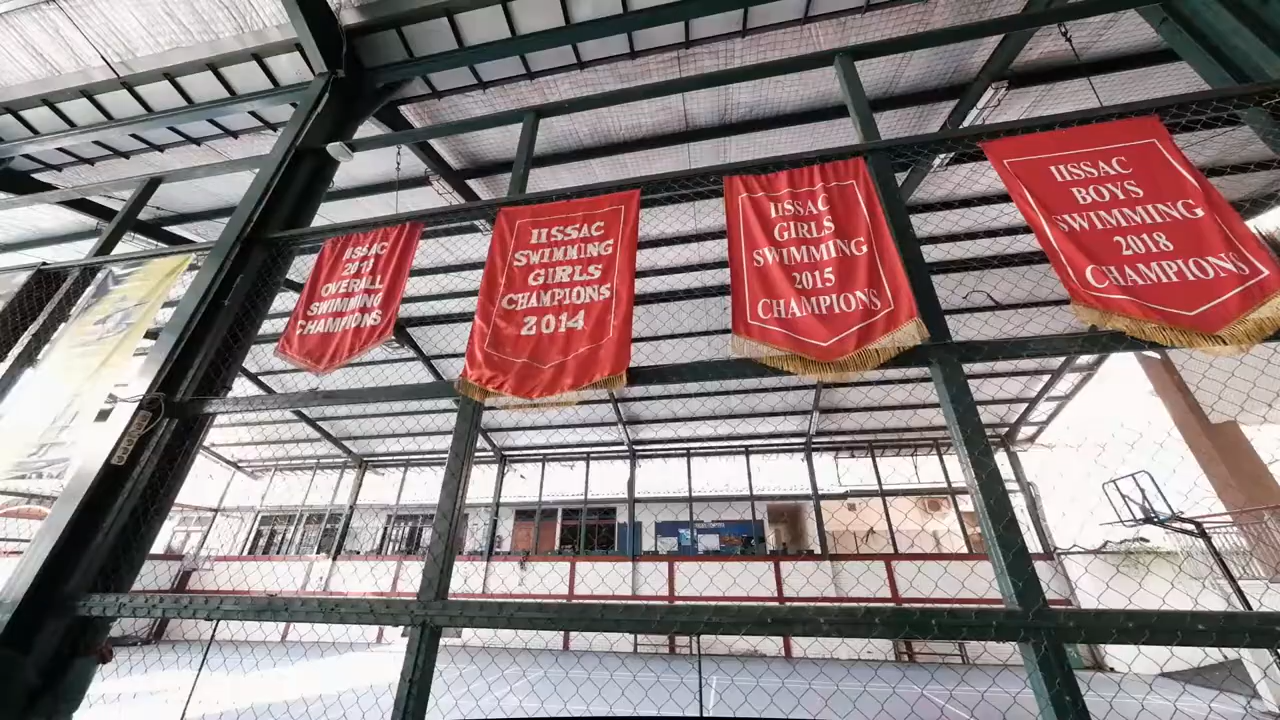 IISSAC
2013
OVERALL
SWIMMING
CHAMPIONS
IISSAC
SWIMMING
GIRLS
CHAMPIONS
2014
IISSAC
GIRLS
SWIMMING
2015
CHAMPIONS
IISSAC
BOYS
SWIMMING
2018
CHAMPIONS